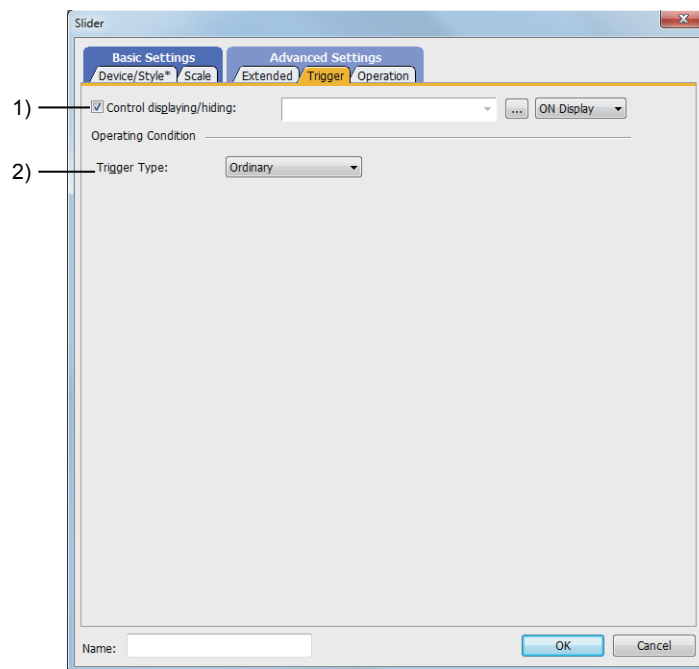 Slider
x
Basic Settings Advanced Settings
Device/Style* Scale Extended Trigger Operation
1) Control displaying/hiding: ... ON Display
Operating Condition
2) Trigger Type: Ordinary
Name: OK Cancel